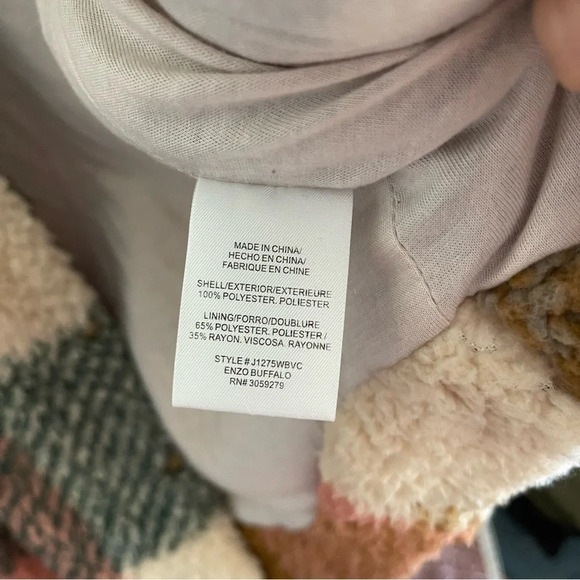 MADE IN CHINA/
HECHO EN CHINA/
FABRIQUE EN CHINE
SHELL/EXTERIOR/EXTERIEURE
100% POLYESTER. POLIESTER
LINING/FORRO/DOUBLURE
65% POLYESTER. POLIESTER /
35% RAYON. VISCOSA. RAYONNE
STYLE # J1275WBVC
ENZO BUFFALO
RN# 3059279